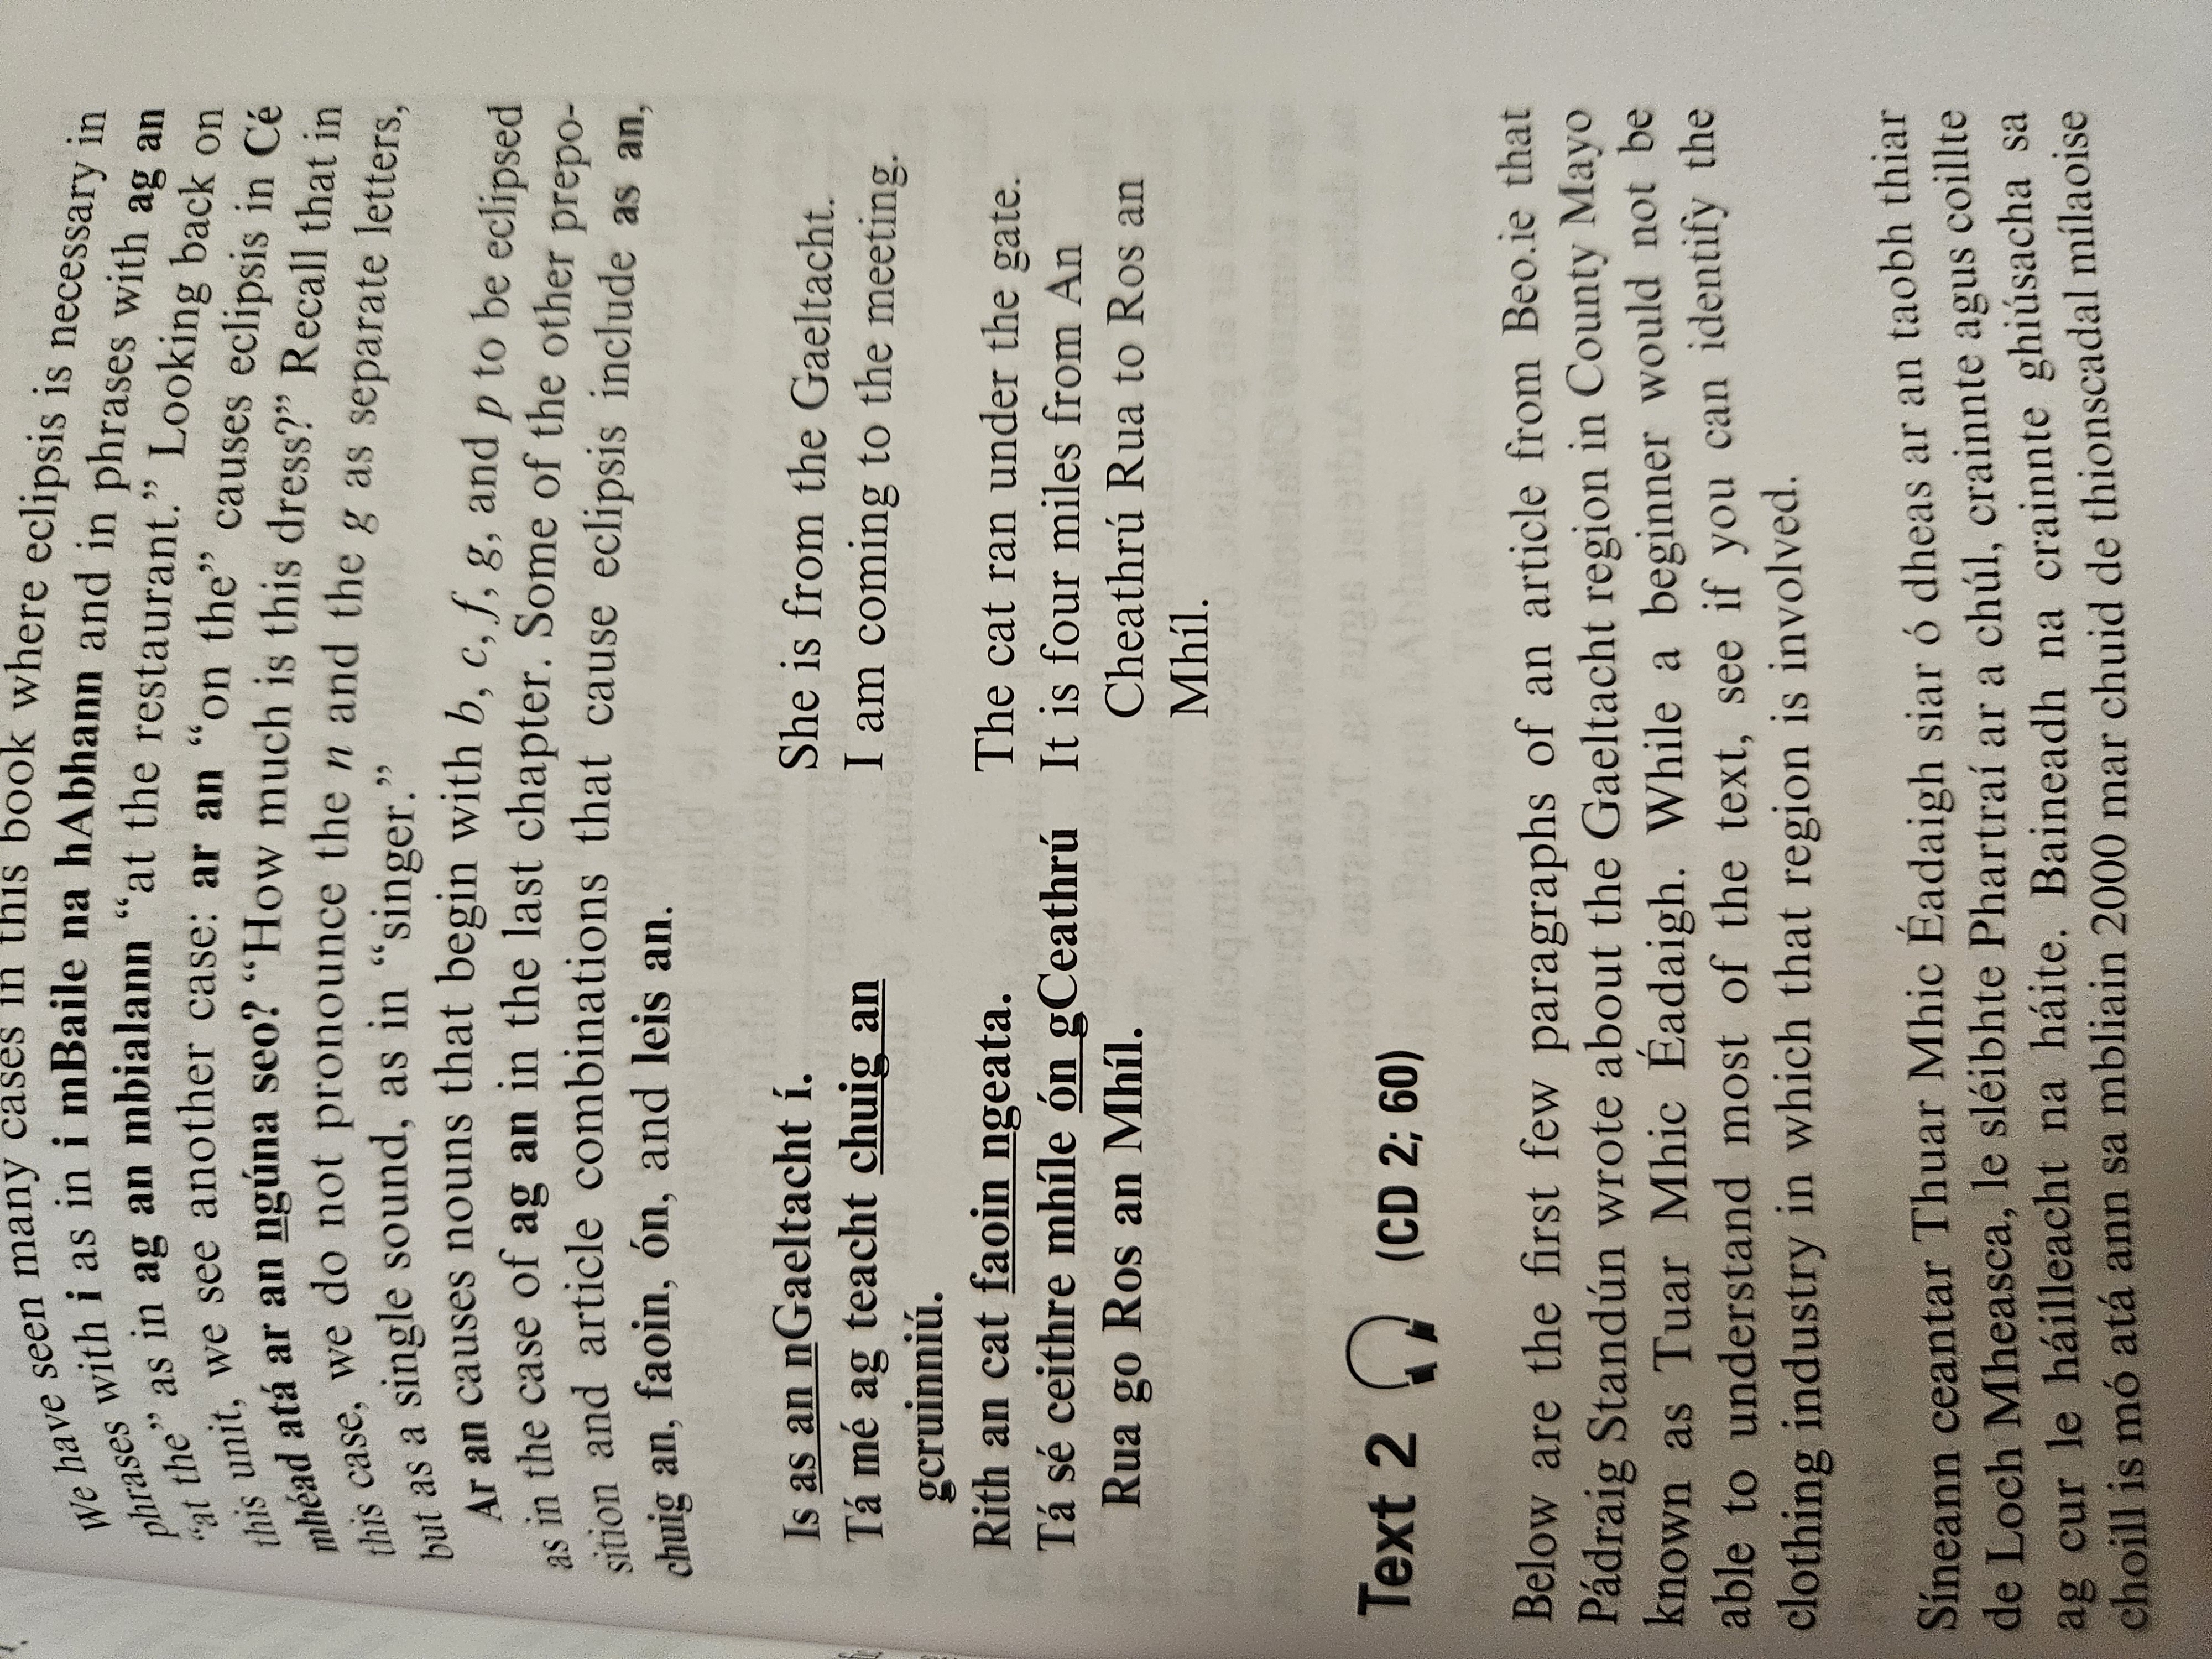 We have seen many cases in this book where eclipsis is necessary in
phrases with i as in i mBaile na hAbhann and in phrases with ag an
"at the" as in ag an mbialann "at the restaurant." Looking back on
this unit, we see another case: ar an "on the" causes eclipsis in Cé
mhéad atá ar an ngúna seo? "How much is this dress?" Recall that in
this case, we do not pronounce the n and the g as separate letters,
but as a single sound, as in "singer."
Ar an causes nouns that begin with b, c, f, g, and p to be eclipsed
as in the case of ag an in the last chapter. Some of the other prepo-
sition and article combinations that cause eclipsis include as an,
chuig an, faoin, ón, and leis an.
Is as an nGaeltacht í. She is from the Gaeltacht.
Tá mé ag teacht chuig an I am coming to the meeting.
gcruinniú.
Rith an cat faoin ngeata. The cat ran under the gate.
Tá sé ceithre mhíle ón gCeathrú It is four miles from An
Rua go Ros an Mhíl. Cheathrú Rua to Ros an
Mhíl.
Text 2 (CD 2; 60)
Below are the first few paragraphs of an article from Beo.ie that
Pádraig Standún wrote about the Gaeltacht region in County Mayo
known as Tuar Mhic Éadaigh. While a beginner would not be
able to understand most of the text, see if you can identify the
clothing industry in which that region is involved.
Síneann ceantar Thuar Mhic Éadaigh siar ó dheas ar an taobh thiar
de Loch Mheasca, le sléibhte Phartraí ar a chúl, crainnte agus coillte
ag cur le háilleacht na háite. Baineadh na crainnte ghiúsacha sa
choill is mó atá ann sa mbliain 2000 mar chuid de thionscadal mílaoise